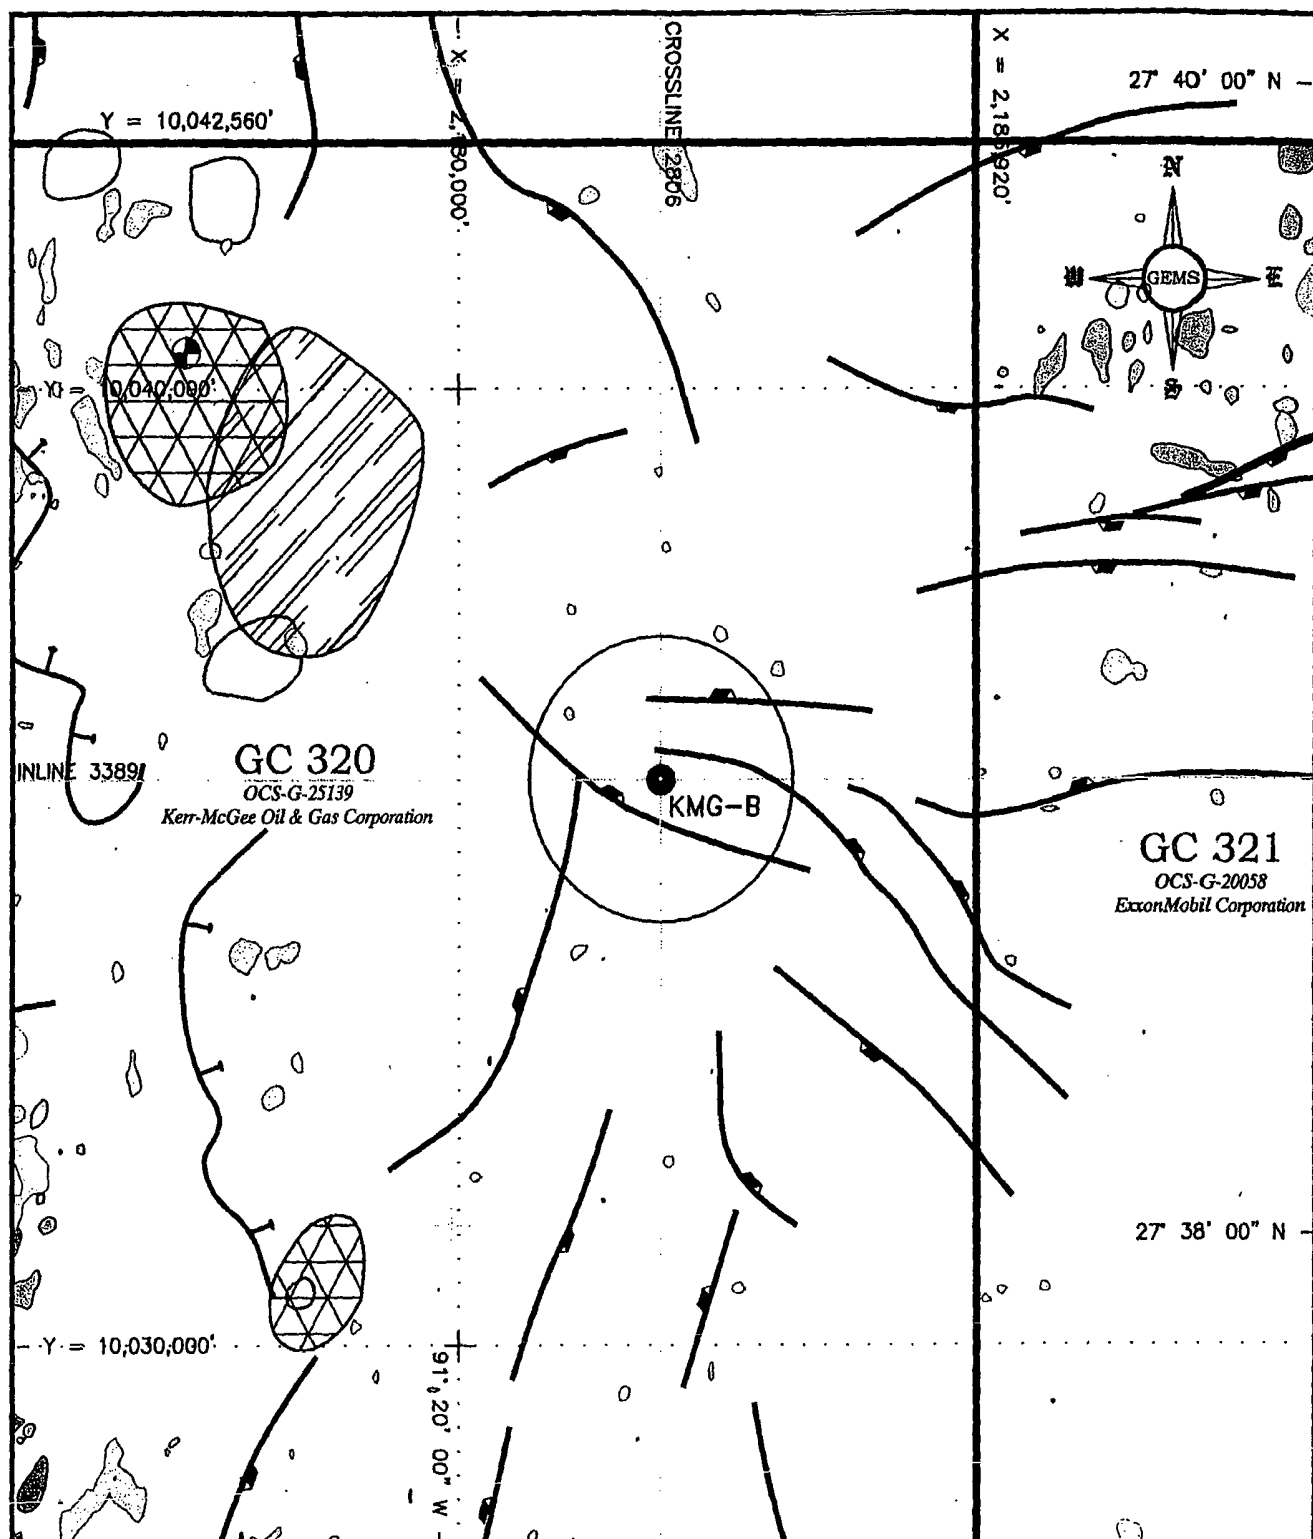 X = 2,180,000'
CROSSLINE 2806
X = 2,185,920'
27° 40' 00" N
Y = 10,042,560'
N
W
GEMS
E
S
Y = 10,040,000'
GC 320
OCS-G-25139
Kerr-McGee Oil & Gas Corporation
INLINE 3389
KMG-B
GC 321
OCS-G-20058
ExxonMobil Corporation
27° 38' 00" N
Y = 10,030,000'
91° 20' 00" W